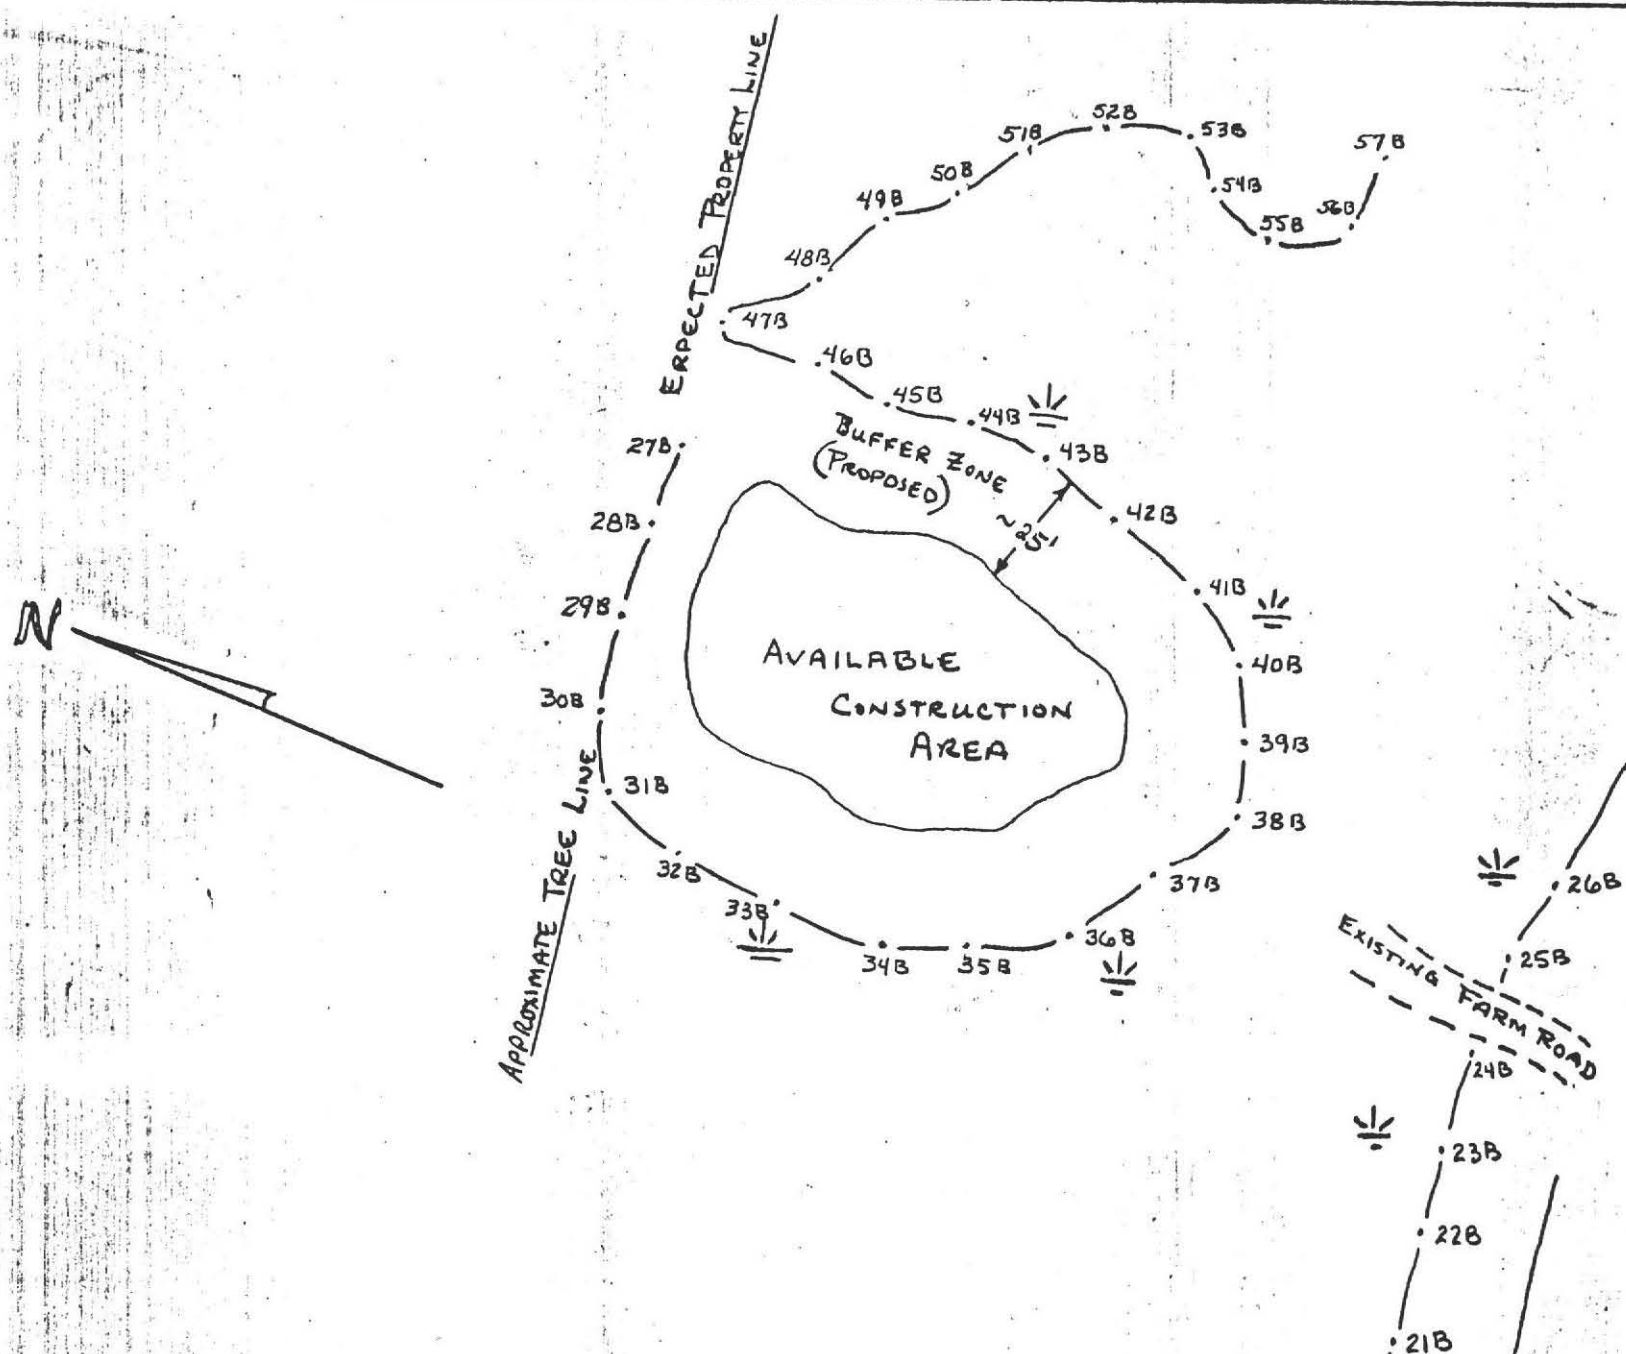 EXPECTED PROPERTY LINE
52B
51B
53B
57B
50B
54B
49B
56B
55B
48B
47B
46B
45B
44B
BUFFER ZONE
(PROPOSED)
43B
27B
~25'
42B
28B
41B
29B
N
40B
AVAILABLE
CONSTRUCTION
AREA
30B
39B
31B
38B
APPROXIMATE TREE LINE
32B
37B
26B
33B
36B
34B
35B
25B
EXISTING FARM ROAD
24B
23B
22B
21B